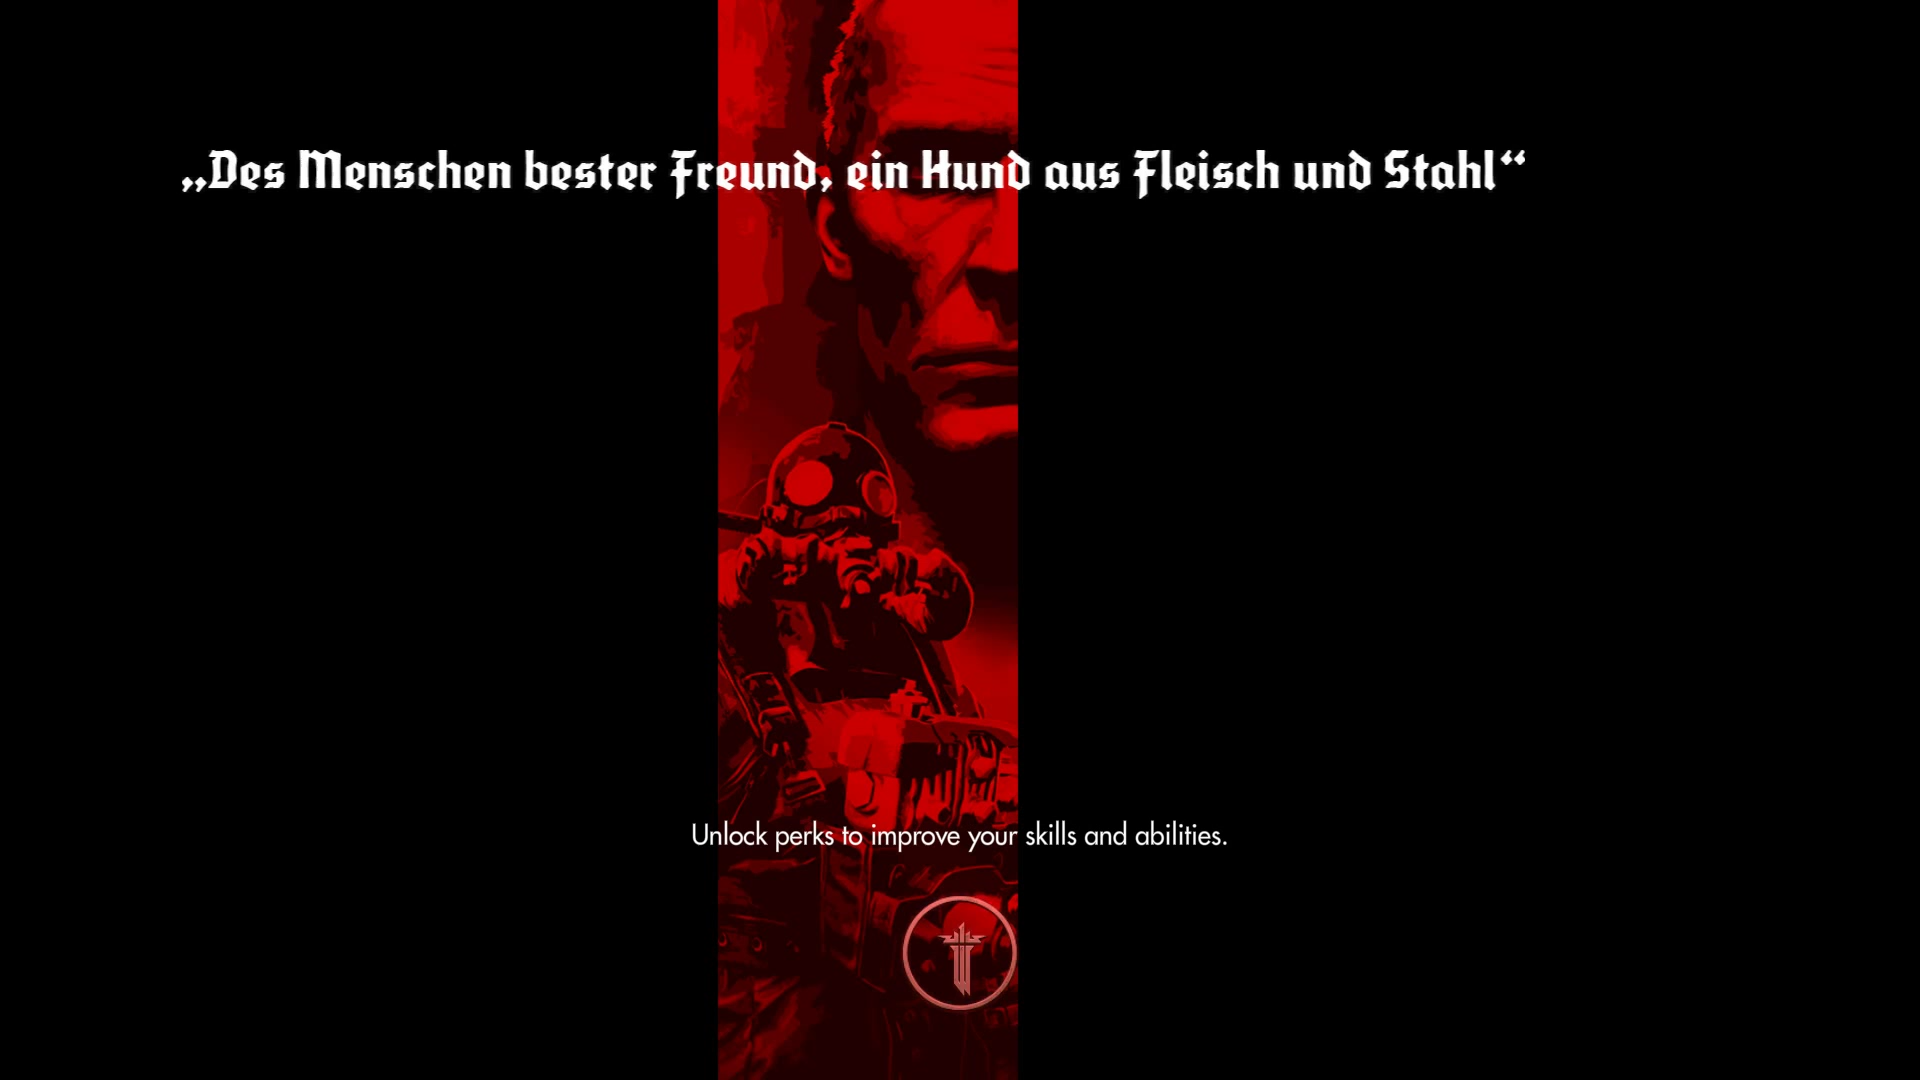 „Des Menschen bester Freund, ein Hund aus Fleisch und Stahl“
Unlock perks to improve your skills and abilities.